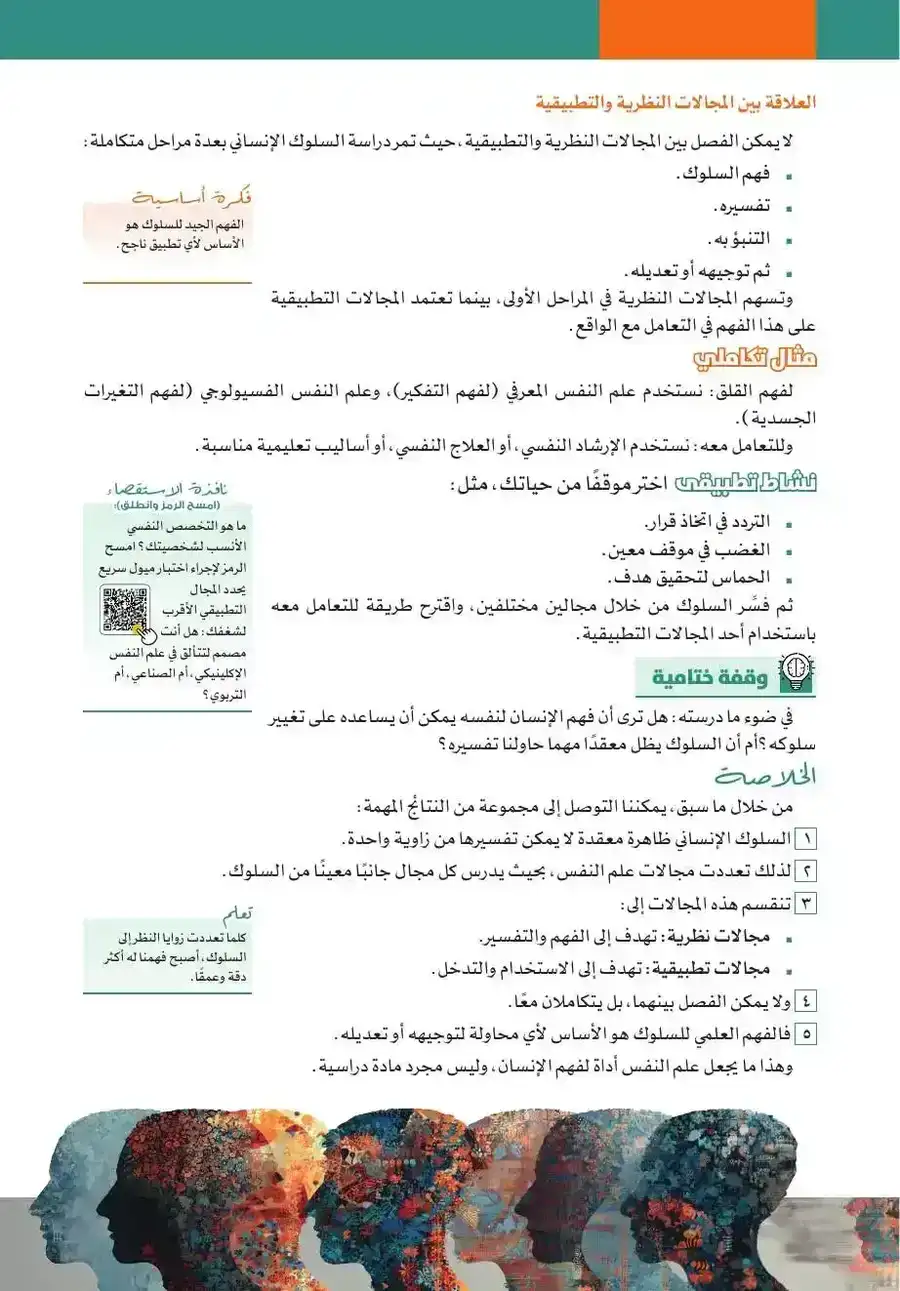 العلاقة بين المجالات النظرية والتطبيقية
لا يمكن الفصل بين المجالات النظرية والتطبيقية، حيث تمر دراسة السلوك الإنساني بعدة مراحل متكاملة:
▪ فهم السلوك.
▪ تفسيره.
▪ التنبؤ به.
▪ ثم توجيهه أو تعديله.
فكرة أساسية
الفهم الجيد للسلوك هو
الأساس لأي تطبيق ناجح.
وتسهم المجالات النظرية في المراحل الأولى، بينما تعتمد المجالات التطبيقية
على هذا الفهم في التعامل مع الواقع.
مثال تكاملي
لفهم القلق: نستخدم علم النفس المعرفي (لفهم التفكير)، وعلم النفس الفسيولوجي (لفهم التغيرات
الجسدية).
وللتعامل معه: نستخدم الإرشاد النفسي، أو العلاج النفسي، أو أساليب تعليمية مناسبة.
نشاط تطبيقى اختر موقفًا من حياتك، مثل:
▪ التردد في اتخاذ قرار.
▪ الغضب في موقف معين.
▪ الحماس لتحقيق هدف.
ثم فسَّر السلوك من خلال مجالين مختلفين، واقترح طريقة للتعامل معه
باستخدام أحد المجالات التطبيقية.
نافذة الاستقصاء
(امسح الرمز وانطلق):
ما هو التخصص النفسي
الأنسب لشخصيتك؟ امسح
الرمز لإجراء اختبار ميول سريع
يحدد المجال
التطبيقي الأقرب
لشغفك: هل أنت
مصمم لتتألق في علم النفس
الإكلينيكي، أم الصناعي، أم
التربوي؟
وقفة ختامية
في ضوء ما درسته: هل ترى أن فهم الإنسان لنفسه يمكن أن يساعده على تغيير
سلوكه؟ أم أن السلوك يظل معقدًا مهما حاولنا تفسيره؟
الخلاصة
من خلال ما سبق، يمكننا التوصل إلى مجموعة من النتائج المهمة:
١ السلوك الإنساني ظاهرة معقدة لا يمكن تفسيرها من زاوية واحدة.
٢ لذلك تعددت مجالات علم النفس، بحيث يدرس كل مجال جانبًا معينًا من السلوك.
٣ تنقسم هذه المجالات إلى:
▪ مجالات نظرية: تهدف إلى الفهم والتفسير.
▪ مجالات تطبيقية: تهدف إلى الاستخدام والتدخل.
تعلم
كلما تعددت زوايا النظر إلى
السلوك، أصبح فهمنا له أكثر
دقة وعمقًا.
٤ ولا يمكن الفصل بينهما، بل يتكاملان معًا.
٥ فالفهم العلمي للسلوك هو الأساس لأي محاولة لتوجيهه أو تعديله.
وهذا ما يجعل علم النفس أداة لفهم الإنسان، وليس مجرد مادة دراسية.